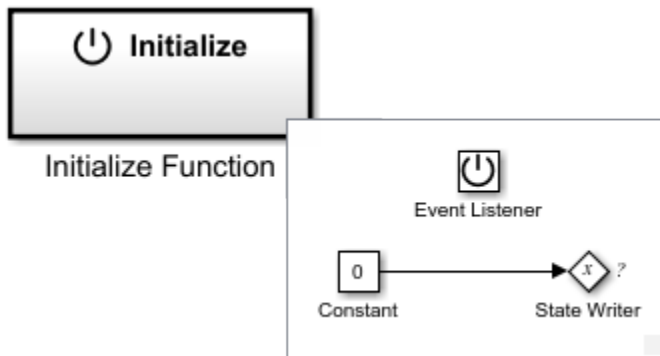 Initialize
Initialize Function
Event Listener
0
x ?
Constant
State Writer